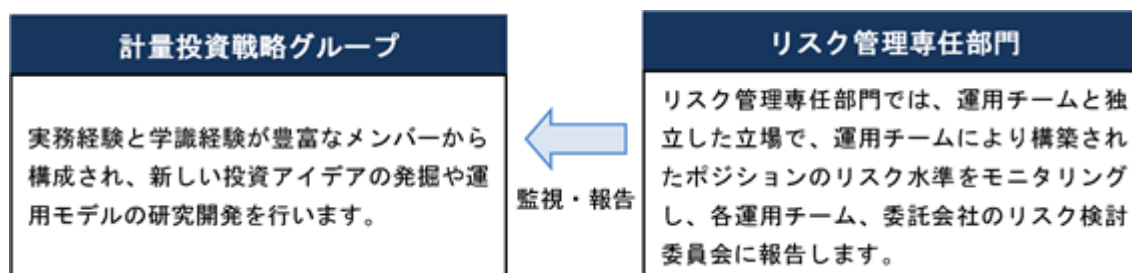 計量投資戦略グループ
実務経験と学識経験が豊富なメンバーから
構成され、新しい投資アイデアの発掘や運
用モデルの研究開発を行います。
監視・報告
リスク管理専任部門
リスク管理専任部門では、運用チームと独
立した立場で、運用チームにより構築され
たポジションのリスク水準をモニタリング
し、各運用チーム、委託会社のリスク検討
委員会に報告します。